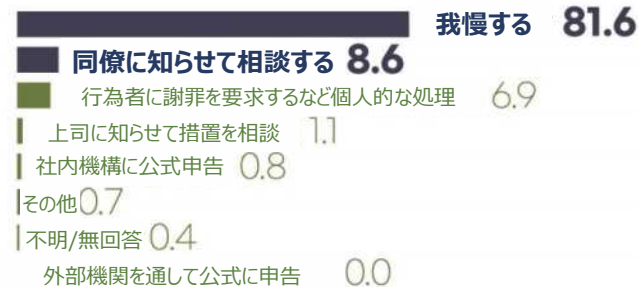 我慢する 81.6
同僚に知らせて相談する 8.6
行為者に謝罪を要求するなど個人的な処理 6.9
上司に知らせて措置を相談 1.1
社内機構に公式申告 0.8
その他 0.7
不明/無回答 0.4
外部機関を通して公式に申告 0.0